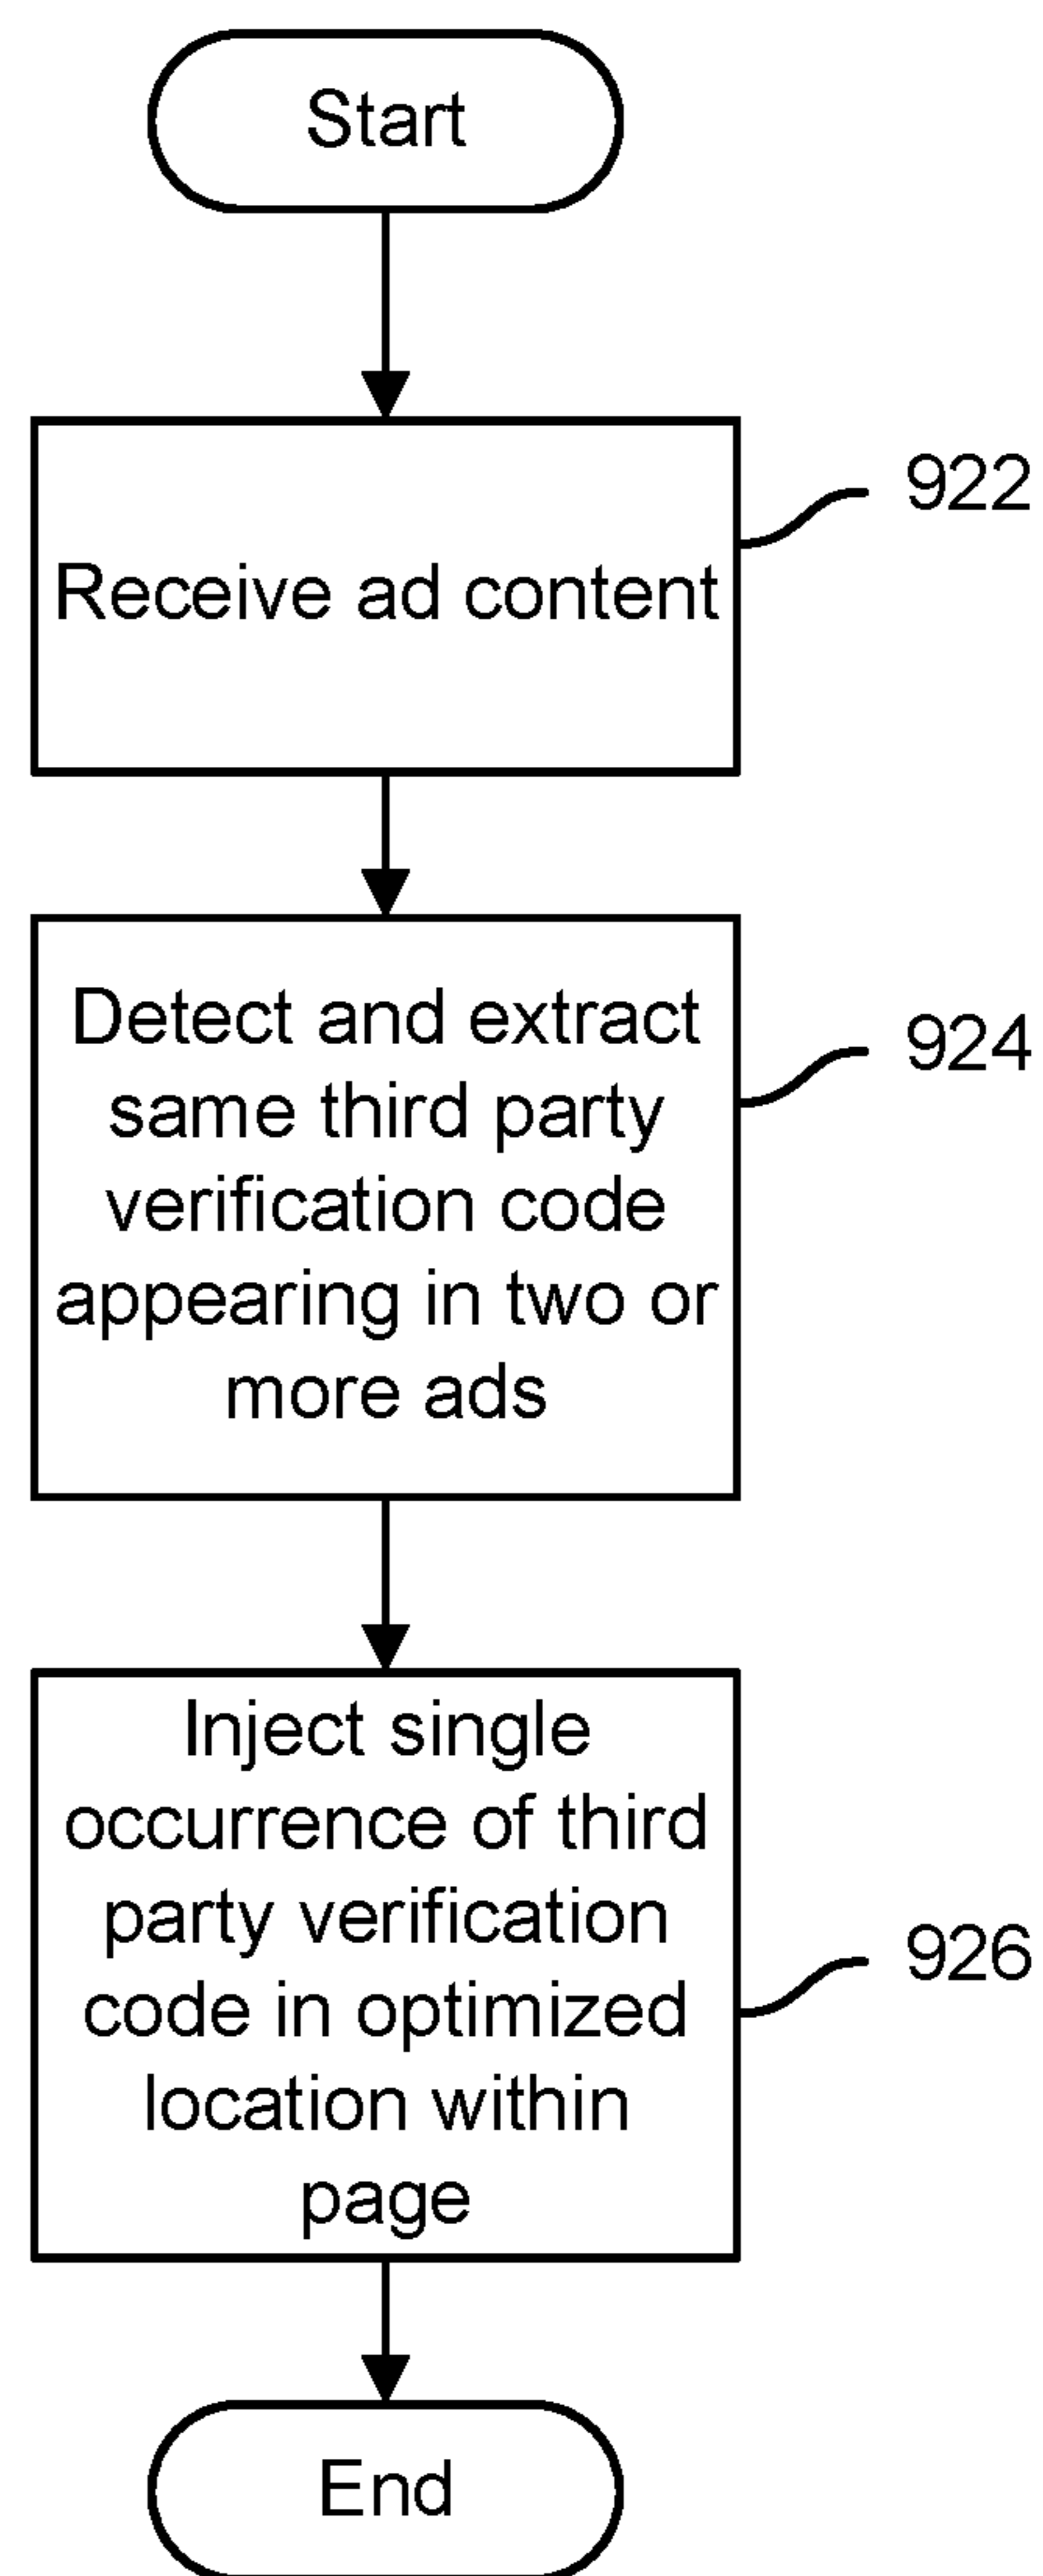 Start
922
Receive ad content
Detect and extract
924
same third party
verification code
appearing in two or
more ads
Inject single
occurrence of third
party verification
926
code in optimized
location within
page
End